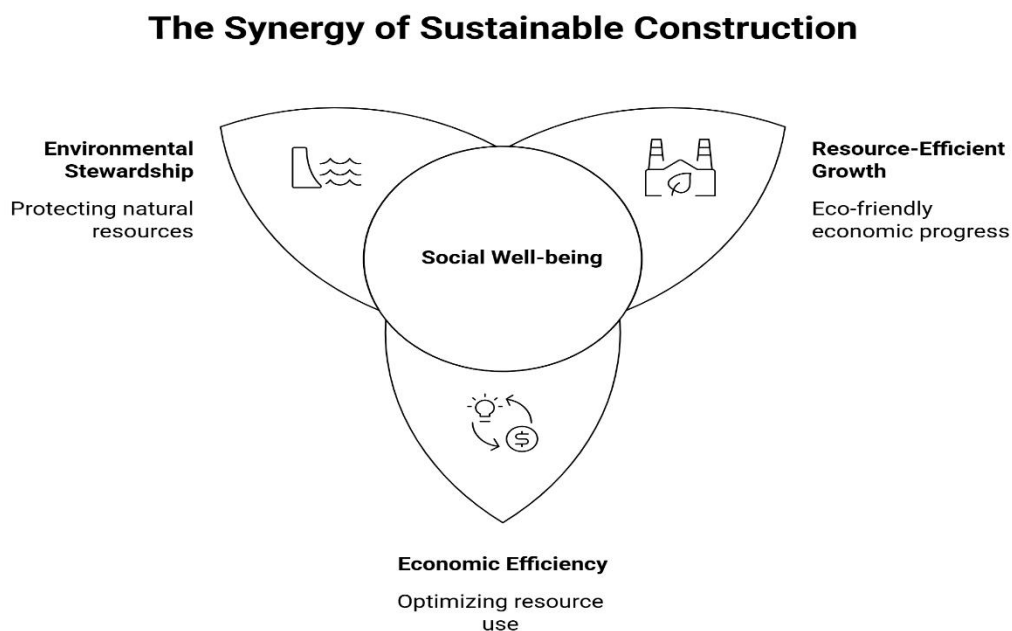 The Synergy of Sustainable Construction
Environmental
Stewardship
Protecting natural
resources
Resource-Efficient
Growth
Eco-friendly
economic progress
Social Well-being
$
Economic Efficiency
Optimizing resource
use